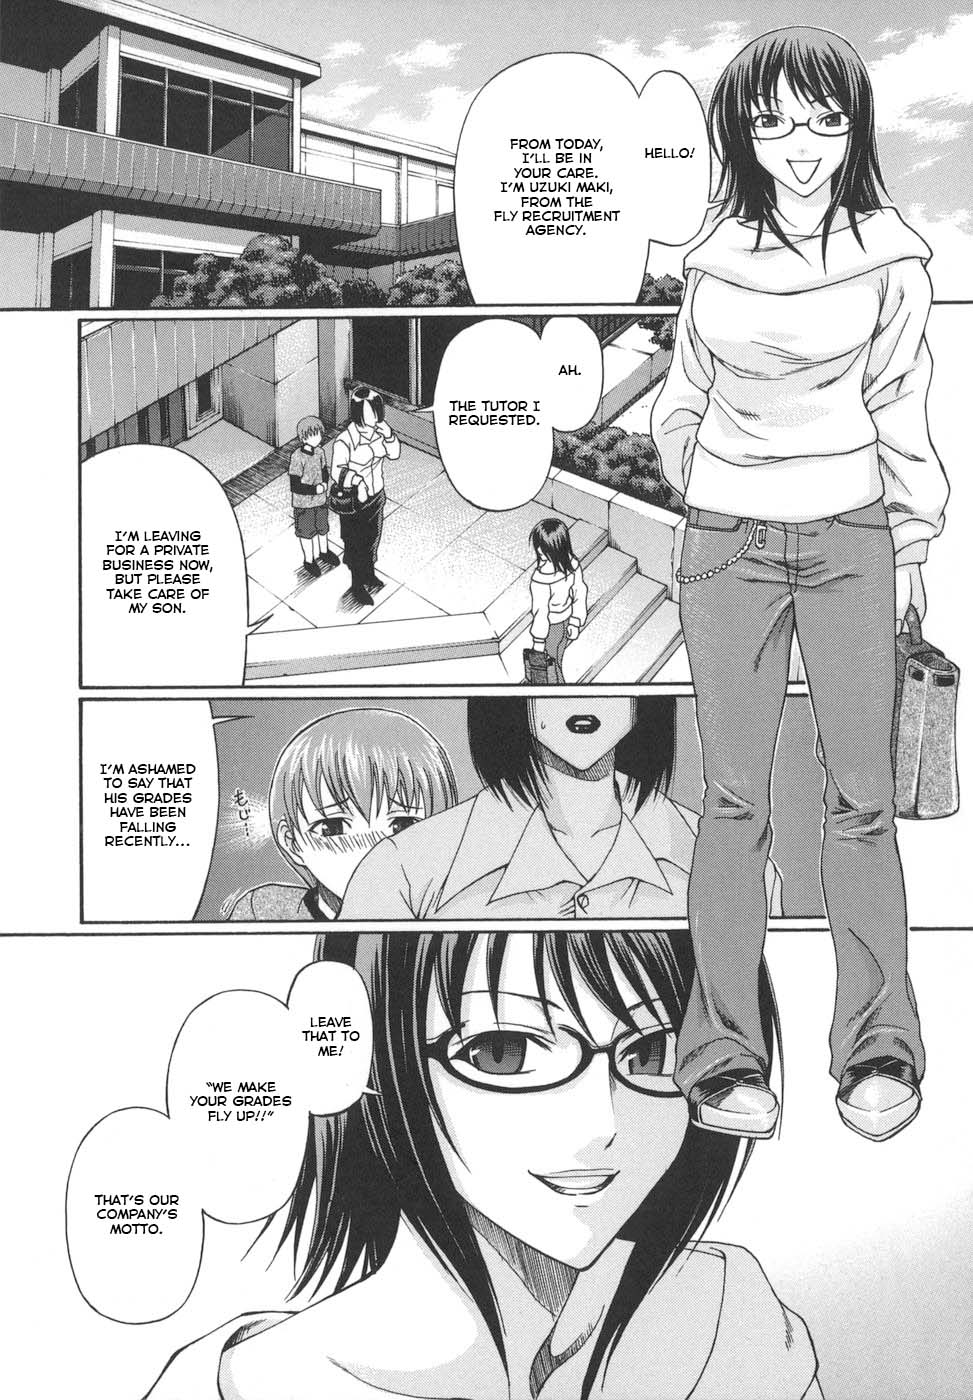 HELLO!
FROM TODAY,
I'LL BE IN
YOUR CARE.
I'M UZUKI MAKI,
FROM THE
FLY RECRUITMENT
AGENCY.
AH.
THE TUTOR I
REQUESTED.
I'M LEAVING
FOR A PRIVATE
BUSINESS NOW,
BUT PLEASE
TAKE CARE OF
MY SON.
I'M ASHAMED
TO SAY THAT
HIS GRADES
HAVE BEEN
FALLING
RECENTLY...
もじ…
LEAVE
THAT TO
ME!
"WE MAKE
YOUR GRADES
FLY UP!!"
THAT'S OUR
COMPANY'S
MOTTO.